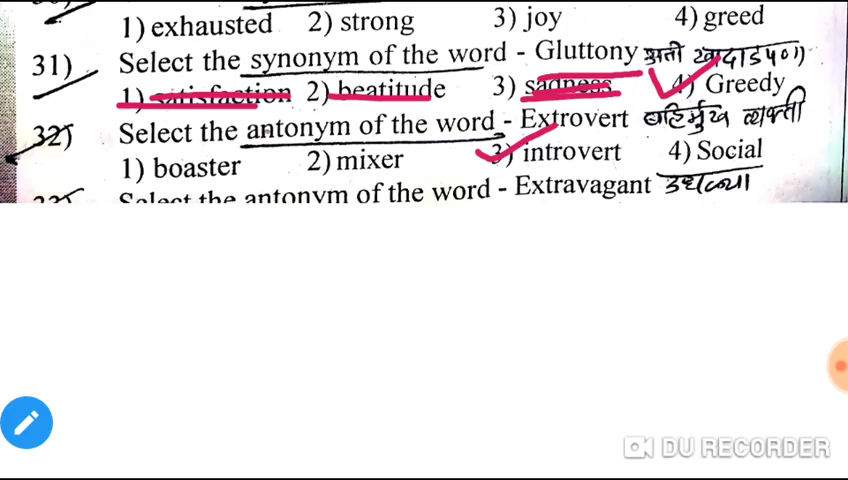 1) exhausted 2) strong 3) joy 4) greed
31) Select the synonym of the word - Gluttony अती खादाडपणा
1) satisfaction 2) beatitude 3) sadness 4) Greedy
32) Select the antonym of the word - Extrovert बहिर्मुख व्यक्ती
1) boaster 2) mixer 3) introvert 4) Social
Select the antonym of the word - Extravagant उधळ्या
DU RECORDER